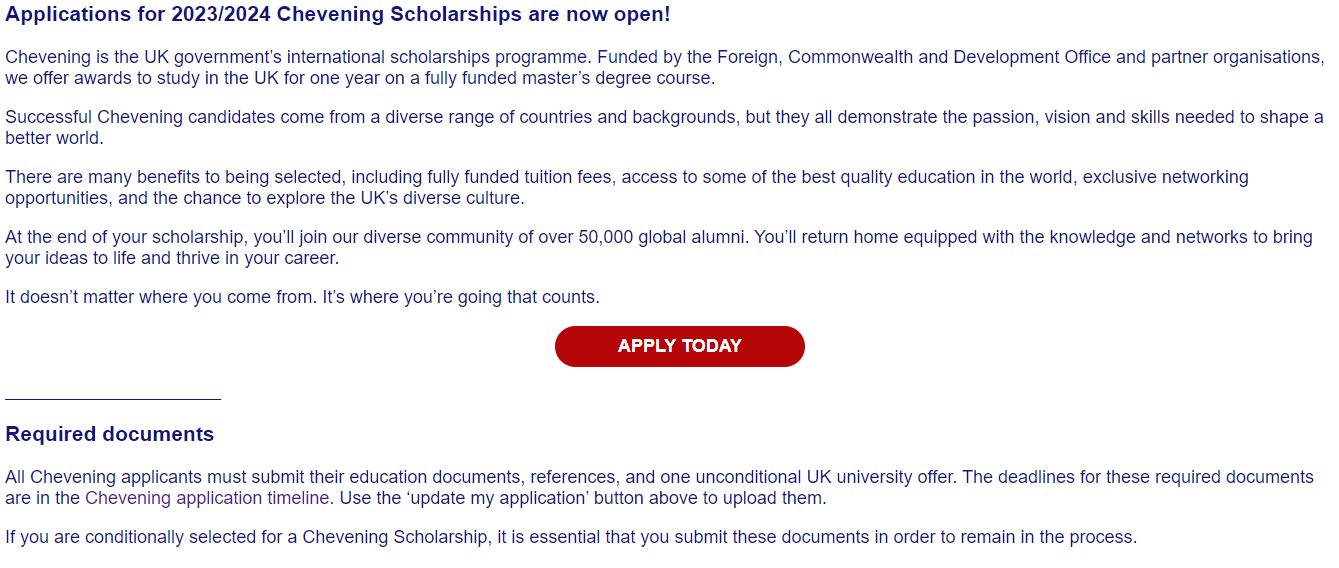 Applications for 2023/2024 Chevening Scholarships are now open!
Chevening is the UK government’s international scholarships programme. Funded by the Foreign, Commonwealth and Development Office and partner organisations,
we offer awards to study in the UK for one year on a fully funded master’s degree course.
Successful Chevening candidates come from a diverse range of countries and backgrounds, but they all demonstrate the passion, vision and skills needed to shape a
better world.
There are many benefits to being selected, including fully funded tuition fees, access to some of the best quality education in the world, exclusive networking
opportunities, and the chance to explore the UK’s diverse culture.
At the end of your scholarship, you’ll join our diverse community of over 50,000 global alumni. You’ll return home equipped with the knowledge and networks to bring
your ideas to life and thrive in your career.
It doesn’t matter where you come from. It’s where you’re going that counts.
APPLY TODAY
Required documents
All Chevening applicants must submit their education documents, references, and one unconditional UK university offer. The deadlines for these required documents
are in the Chevening application timeline. Use the ‘update my application’ button above to upload them.
If you are conditionally selected for a Chevening Scholarship, it is essential that you submit these documents in order to remain in the process.